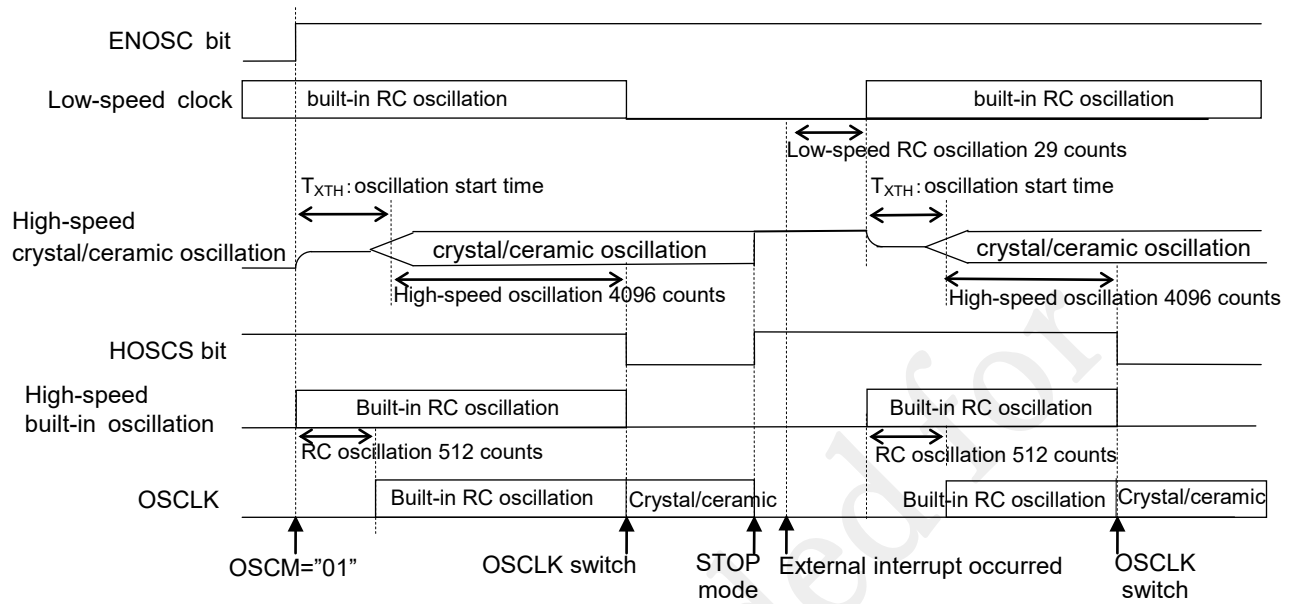 ENOSC bit
Low-speed clock
built-in RC oscillation
built-in RC oscillation
Low-speed RC oscillation 29 counts
TXTH: oscillation start time
TXTH: oscillation start time
High-speed
crystal/ceramic oscillation
crystal/ceramic oscillation
crystal/ceramic oscillation
High-speed oscillation 4096 counts
High-speed oscillation 4096 counts
HOSCS bit
High-speed
built-in oscillation
Built-in RC oscillation
Built-in RC oscillation
RC oscillation 512 counts
RC oscillation 512 counts
OSCLK
Built-in RC oscillation
Crystal/ceramic
Built-in RC oscillation
Crystal/ceramic
OSCM="01"
OSCLK switch
STOP
mode
External interrupt occurred
OSCLK
switch